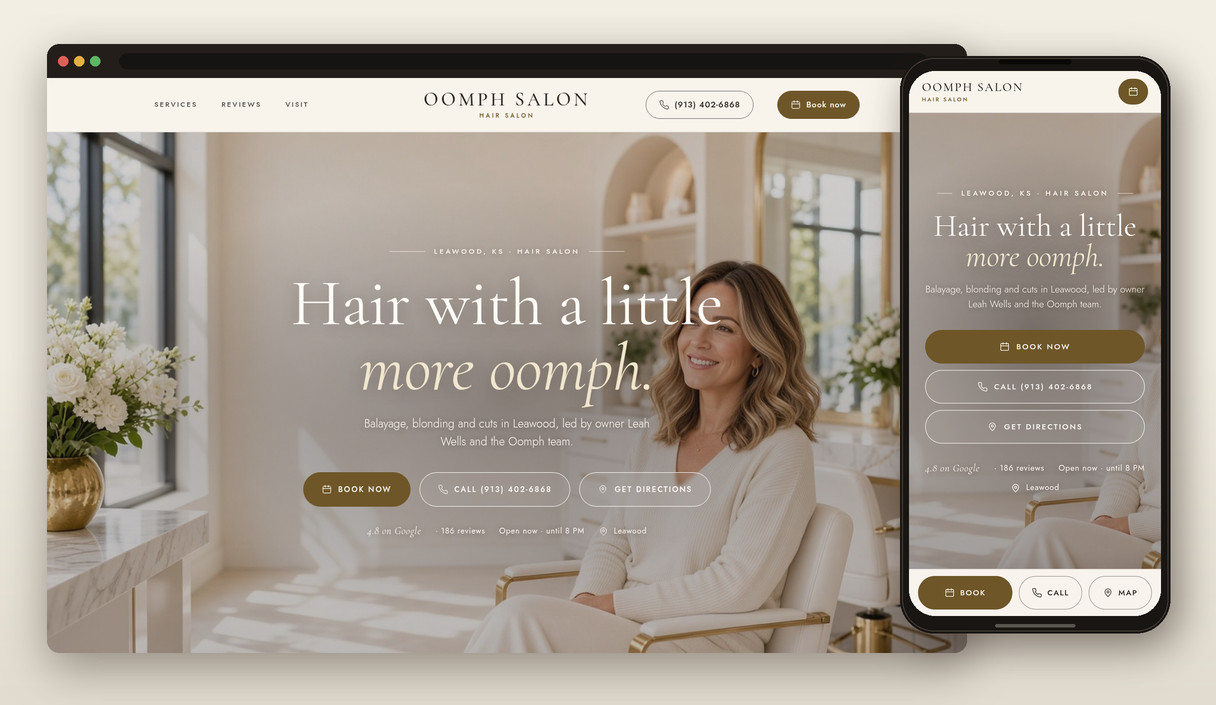 SERVICES REVIEWS VISIT
OOMPH SALON
HAIR SALON
(913) 402-6868
Book now
LEAWOOD, KS · HAIR SALON
Hair with a little
more oomph.
Balayage, blonding and cuts in Leawood, led by owner Leah
Wells and the Oomph team.
BOOK NOW
CALL (913) 402-6868
GET DIRECTIONS
4.8 on Google · 186 reviews Open now · until 8 PM Leawood
OOMPH SALON
HAIR SALON
LEAWOOD, KS · HAIR SALON
Hair with a little
more oomph.
Balayage, blonding and cuts in Leawood, led by owner
Leah Wells and the Oomph team.
BOOK NOW
CALL (913) 402-6868
GET DIRECTIONS
4.8 on Google · 186 reviews Open now · until 8 PM
Leawood
BOOK
CALL
MAP